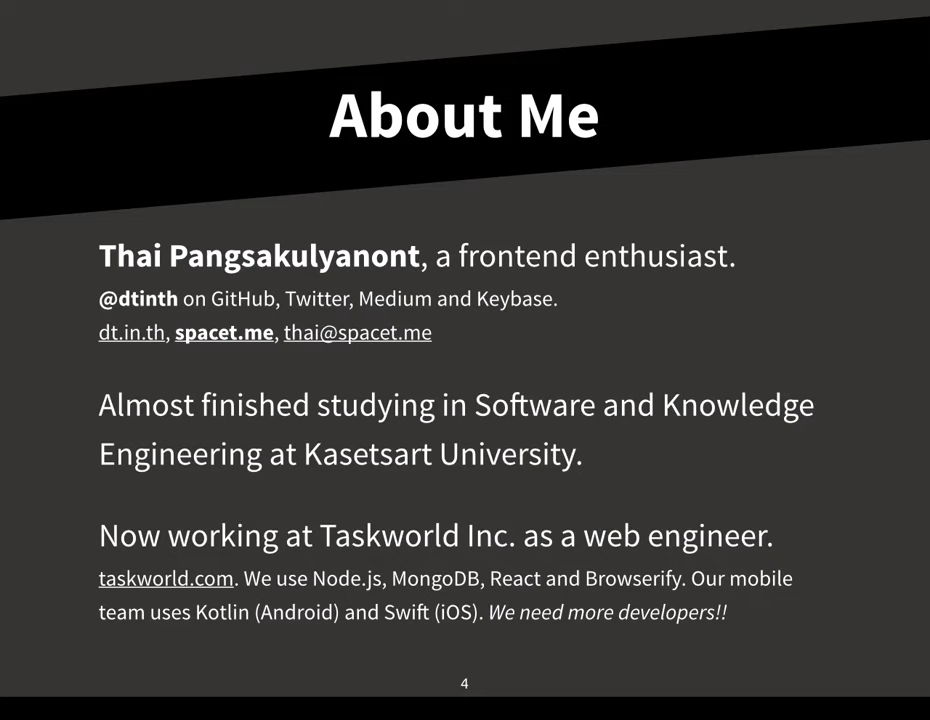 About Me
Thai Pangsakulyanont, a frontend enthusiast.
@dtinth on GitHub, Twitter, Medium and Keybase.
dt.in.th, spacet.me, thai@spacet.me
Almost finished studying in Software and Knowledge
Engineering at Kasetsart University.
Now working at Taskworld Inc. as a web engineer.
taskworld.com. We use Node.js, MongoDB, React and Browserify. Our mobile
team uses Kotlin (Android) and Swift (iOS). We need more developers!!
4